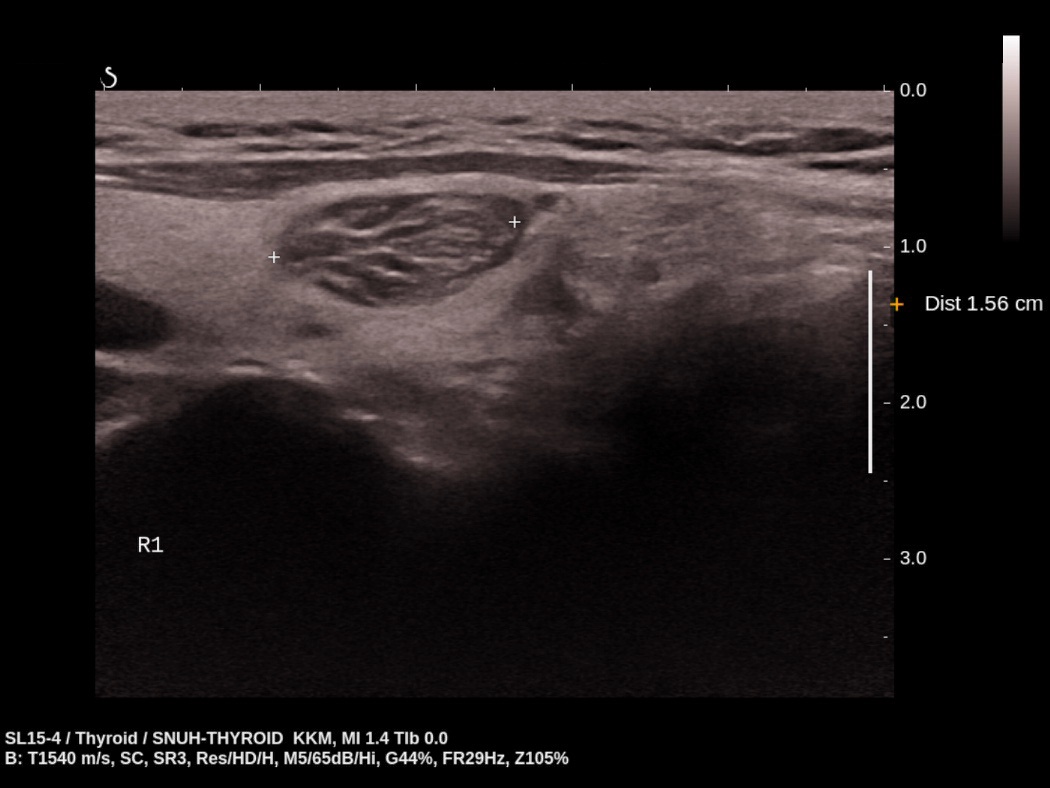 S
0.0
1.0
Dist 1.56 cm
2.0
R1
3.0
SL15-4 / Thyroid / SNUH-THYROID KKM, MI 1.4 TIb 0.0
B: T1540 m/s, SC, SR3, Res/HD/H, M5/65dB/Hi, G44%, FR29Hz, Z105%